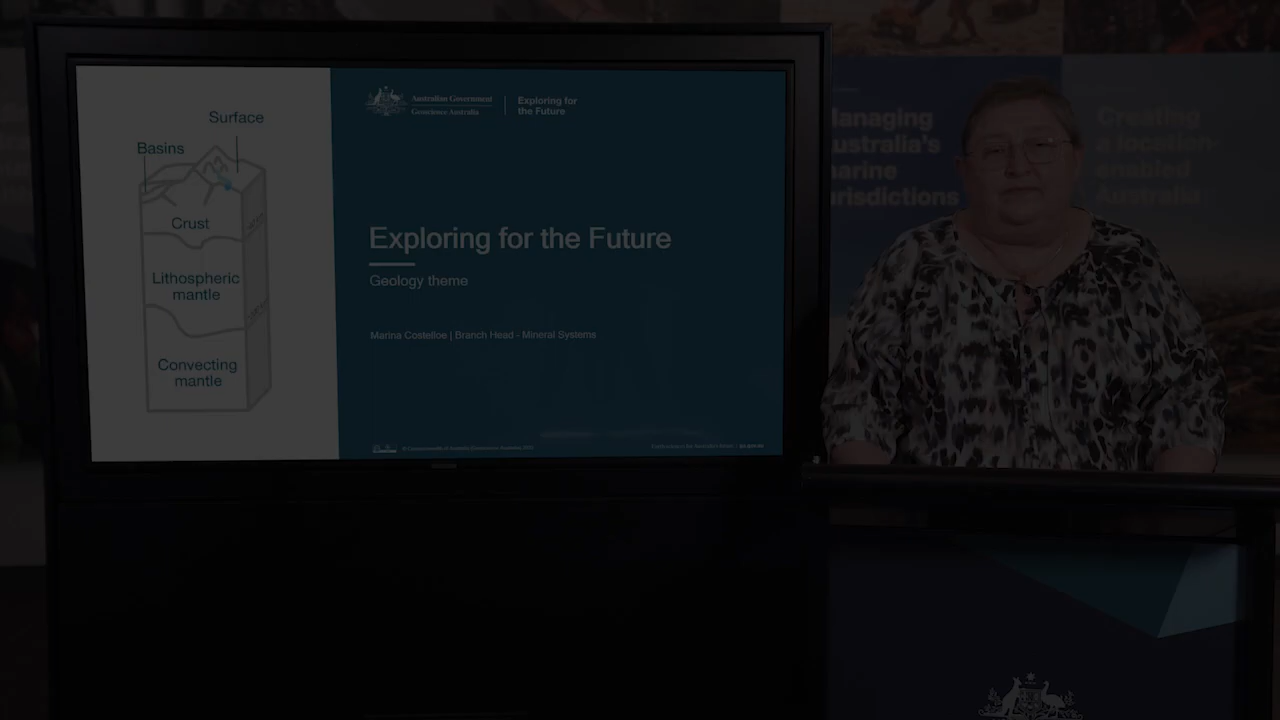 Surface
Basins
Crust
Lithospheric
mantle
Convecting
mantle
Australian Government
Geoscience Australia
Exploring for
the Future
Exploring for the Future
Geology theme
Marina Costelloe | Branch Head - Mineral Systems
Managing
Australia's
marine
jurisdictions
Creating
a location-
enabled
Australia